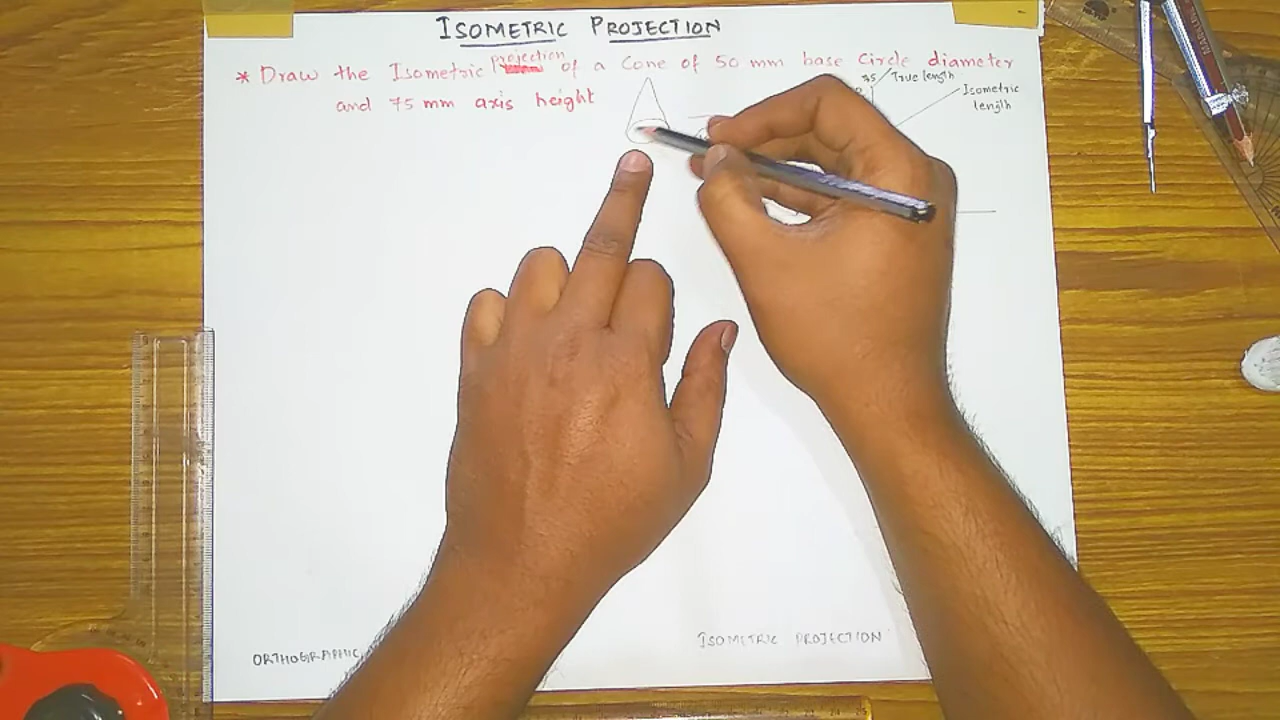 ISOMETRIC PROJECTION
* Draw the Isometric projection of a Cone of 50 mm base Circle diameter
and 75 mm axis height
75
True length
Isometric
length
ORTHOGRAPHIC
ISOMETRIC PROJECTION